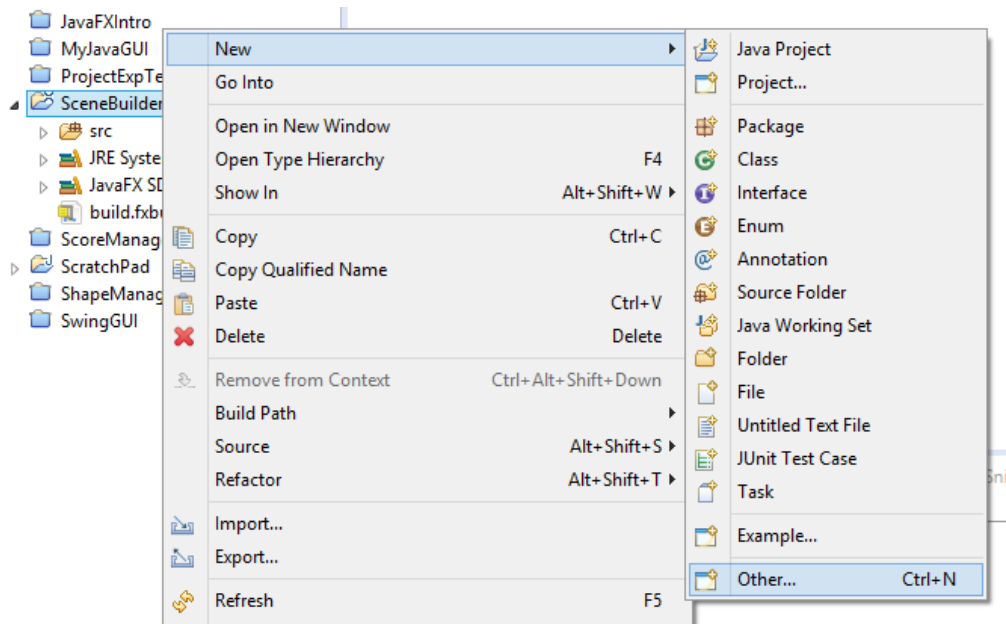 JavaFXIntro
MyJavaGUI
ProjectExpTe
SceneBuilder
src
JRE Syste
JavaFX SD
build.fxbu
ScoreManag
ScratchPad
ShapeManag
SwingGUI
New
Go Into
Open in New Window
Open Type Hierarchy F4
Show In Alt+Shift+W
Copy Ctrl+C
Copy Qualified Name
Paste Ctrl+V
Delete Delete
Remove from Context Ctrl+Alt+Shift+Down
Build Path
Source Alt+Shift+S
Refactor Alt+Shift+T
Import...
Export...
Refresh F5
Java Project
Project...
Package
Class
Interface
Enum
Annotation
Source Folder
Java Working Set
Folder
File
Untitled Text File
JUnit Test Case
Task
Example...
Other... Ctrl+N